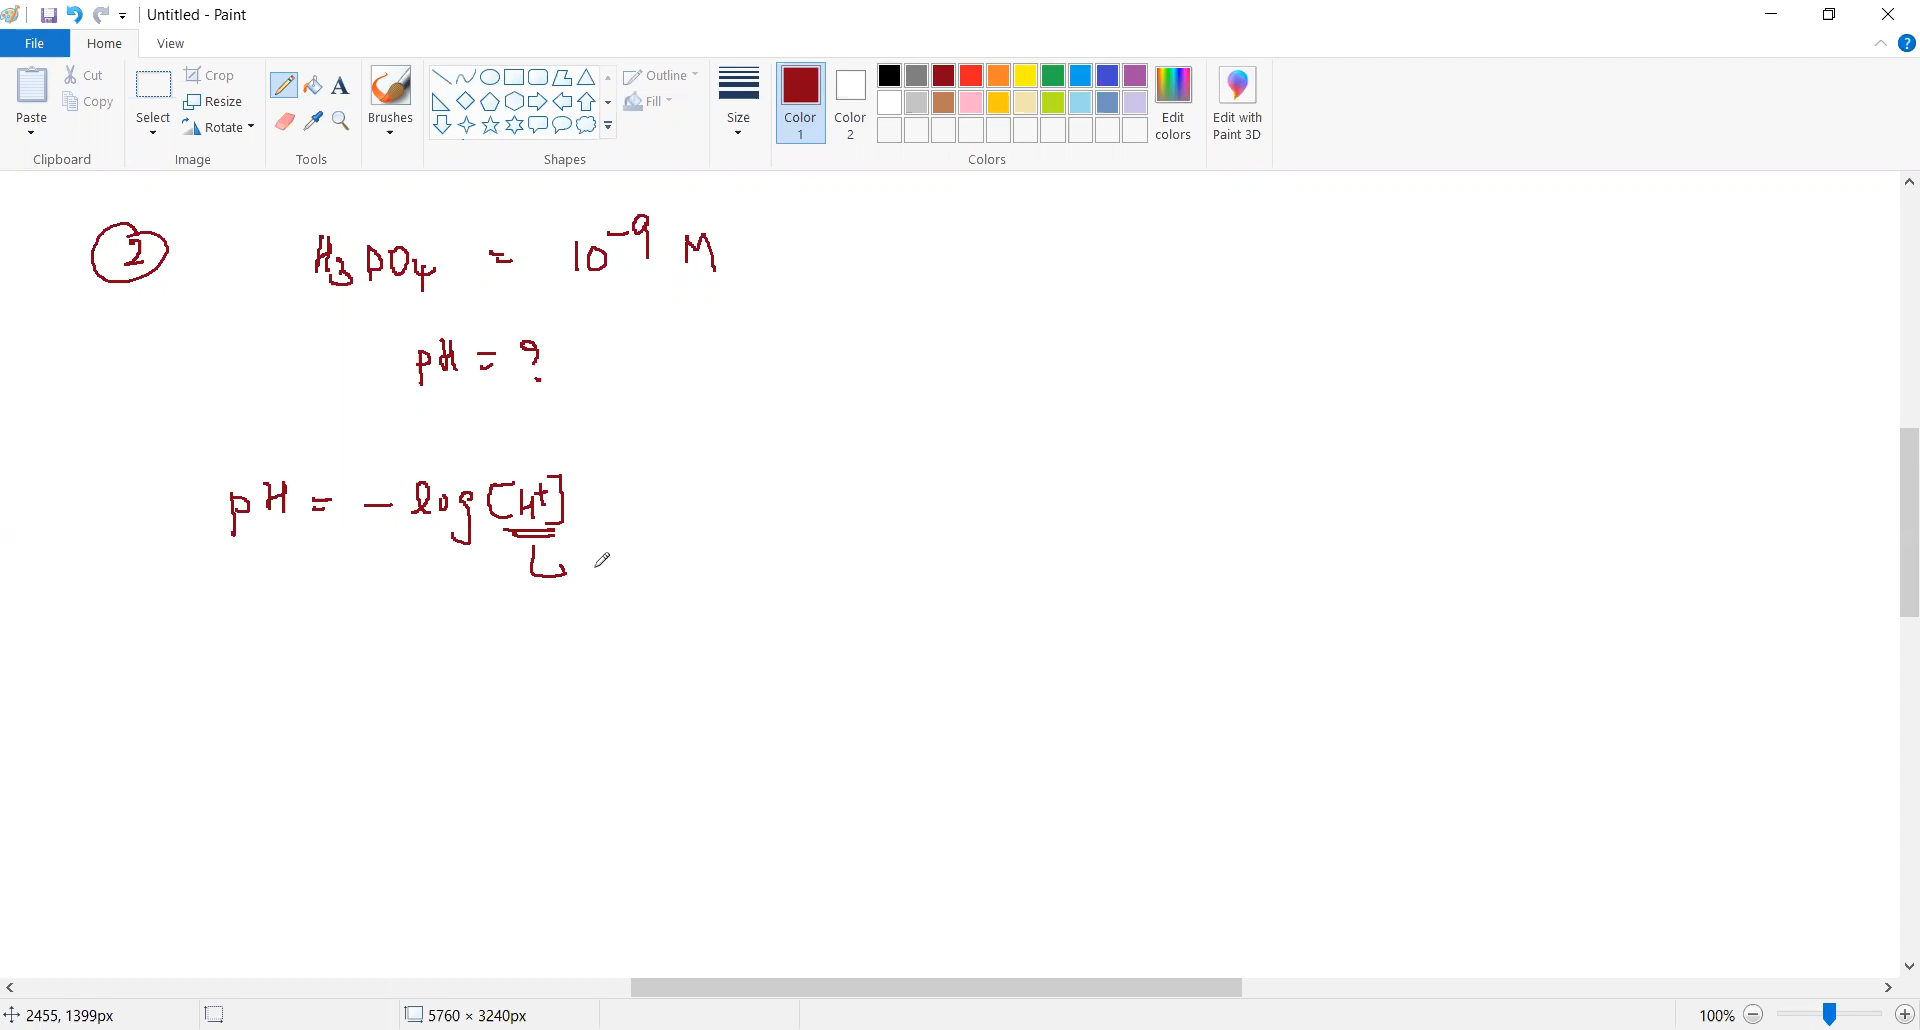 Untitled - Paint
File Home View
Paste
Cut
Copy
Clipboard
Select
Crop
Resize
Rotate
Image
A
Tools
Brushes
Shapes
Outline
Fill
Size
Color 1
Color 2
Colors
Edit colors
Edit with Paint 3D
?
2 H₃PO₄ = 10⁻⁹ M
pH = ?
pH = - log [H⁺]
2455, 1399px
5760 × 3240px
100%